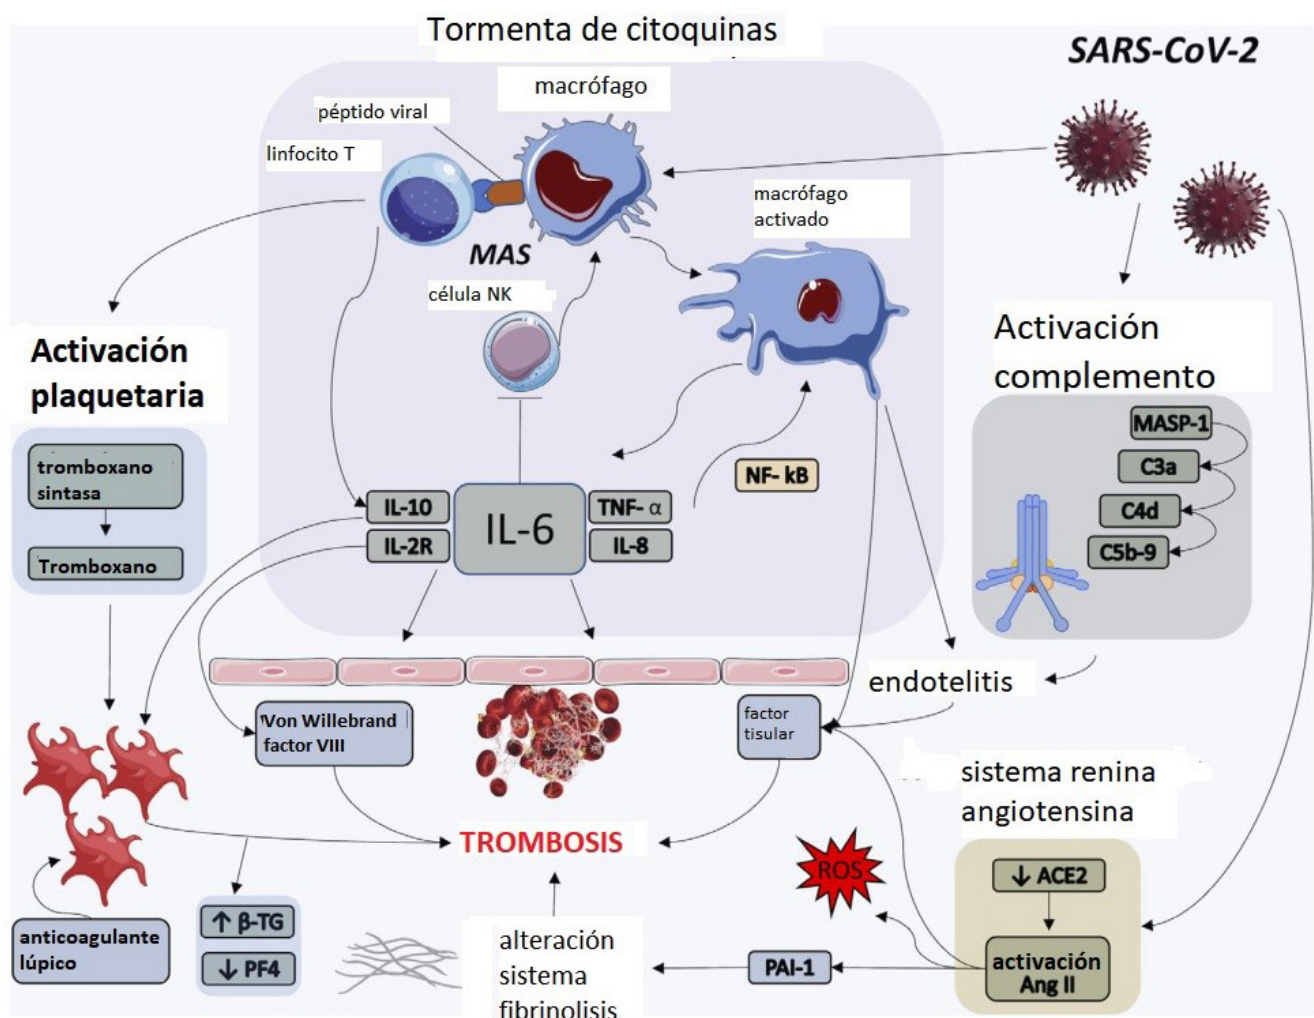 Tormenta de citoquinas
SARS-CoV-2
macrófago
péptido viral
linfocito T
macrófago
activado
MAS
célula NK
Activación
plaquetaria
tromboxano
sintasa
Tromboxano
Activación
complemento
MASP-1
C3a
C4d
C5b-9
NF- kB
IL-10
IL-2R
IL-6
TNF- α
IL-8
endotelitis
Von Willebrand
factor VIII
factor
tisular
sistema renina
angiotensina
TROMBOSIS
ROS
↓ ACE2
activación
Ang II
PAI-1
alteración
sistema
fibrinolisis
anticoagulante
lúpico
↑ β-TG
↓ PF4